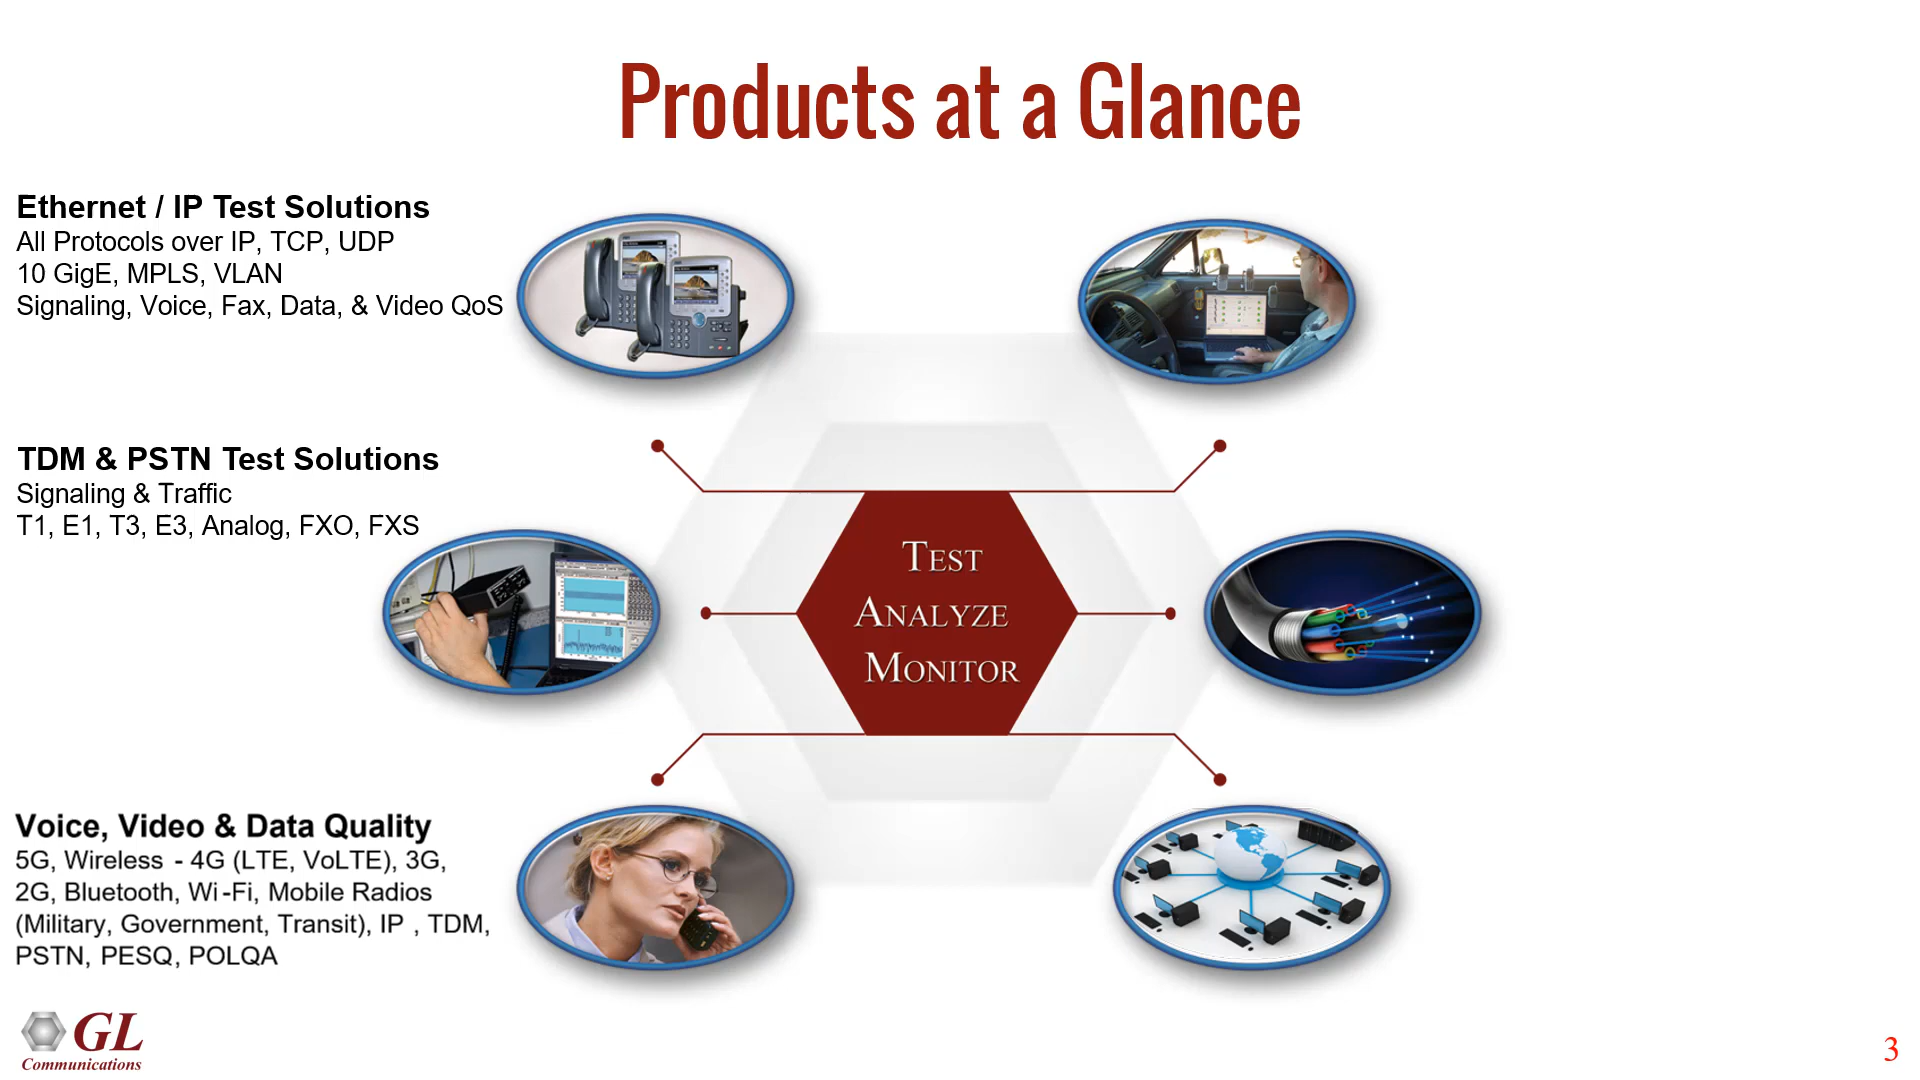 Products at a Glance
Ethernet / IP Test Solutions
All Protocols over IP, TCP, UDP
10 GigE, MPLS, VLAN
Signaling, Voice, Fax, Data, & Video QoS
TDM & PSTN Test Solutions
Signaling & Traffic
T1, E1, T3, E3, Analog, FXO, FXS
TEST
ANALYZE
MONITOR
Voice, Video & Data Quality
5G, Wireless - 4G (LTE, VoLTE), 3G,
2G, Bluetooth, Wi-Fi, Mobile Radios
(Military, Government, Transit), IP , TDM,
PSTN, PESQ, POLQA
GL
Communications
3